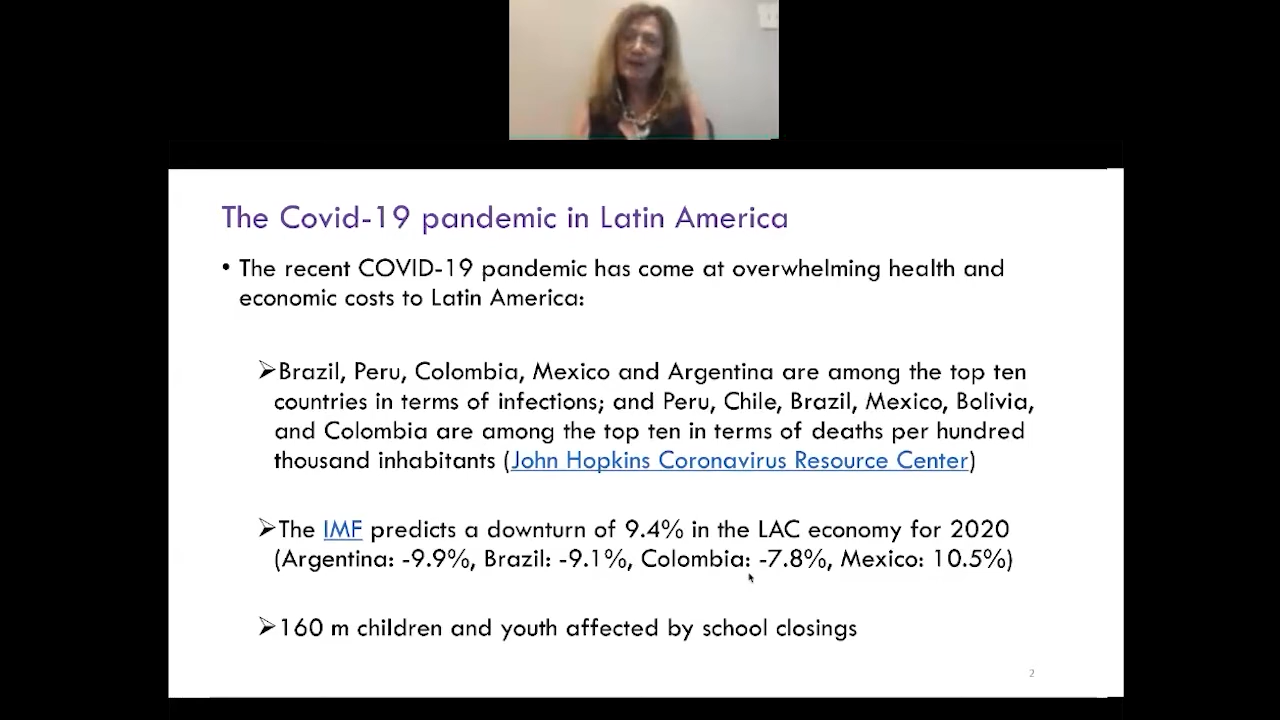 The Covid-19 pandemic in Latin America
• The recent COVID-19 pandemic has come at overwhelming health and
economic costs to Latin America:
➢Brazil, Peru, Colombia, Mexico and Argentina are among the top ten
countries in terms of infections; and Peru, Chile, Brazil, Mexico, Bolivia,
and Colombia are among the top ten in terms of deaths per hundred
thousand inhabitants (John Hopkins Coronavirus Resource Center)
➢The IMF predicts a downturn of 9.4% in the LAC economy for 2020
(Argentina: -9.9%, Brazil: -9.1%, Colombia: -7.8%, Mexico: 10.5%)
➢160 m children and youth affected by school closings
2